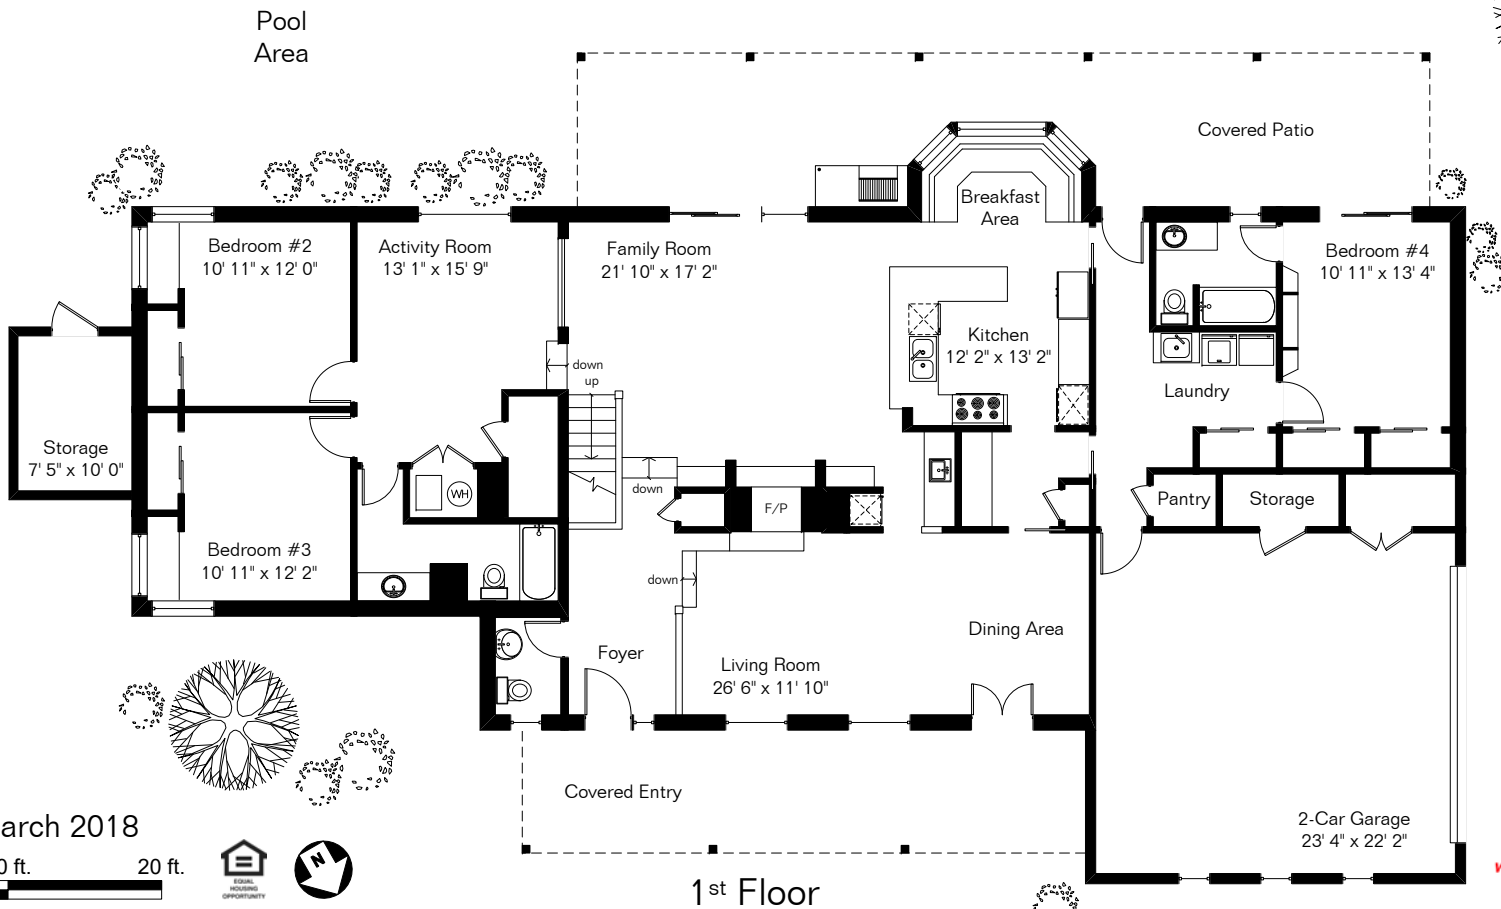 Pool
Area
Covered Patio
Breakfast
Area
Bedroom #2
10' 11" x 12' 0"
Activity Room
13' 1" x 15' 9"
Family Room
21' 10" x 17' 2"
Bedroom #4
10' 11" x 13' 4"
Kitchen
12' 2" x 13' 2"
down
up
Laundry
Storage
7' 5" x 10' 0"
WH
down
F/P
Pantry
Storage
Bedroom #3
10' 11" x 12' 2"
down
Dining Area
Foyer
Living Room
26' 6" x 11' 10"
Covered Entry
2-Car Garage
23' 4" x 22' 2"
arch 2018
0 ft. 20 ft.
N
EQUAL
HOUSING
OPPORTUNITY
1st Floor